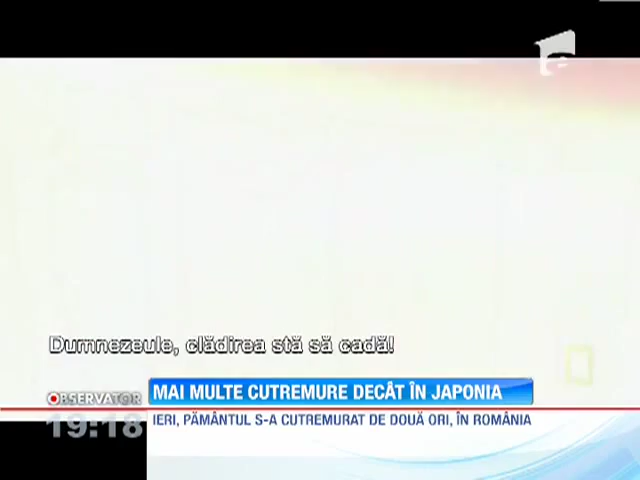 Dumnezeule, clădirea stă să cadă!
MAI MULTE CUTREMURE DECÂT ÎN JAPONIA
OBSERVATOR
IERI, PĂMÂNTUL S-A CUTREMURAT DE DOUĂ ORI, ÎN ROMÂNIA
19:18